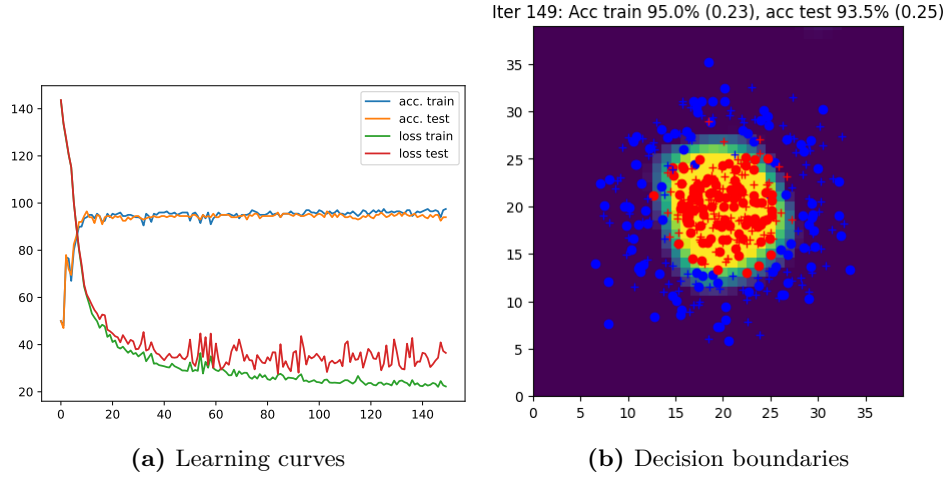 Iter 149: Acc train 95.0% (0.23), acc test 93.5% (0.25)
140
120
100
80
60
40
20
0 20 40 60 80 100 120 140
acc. train
acc. test
loss train
loss test
35
30
25
20
15
10
5
0
0 5 10 15 20 25 30 35
(a) Learning curves
(b) Decision boundaries